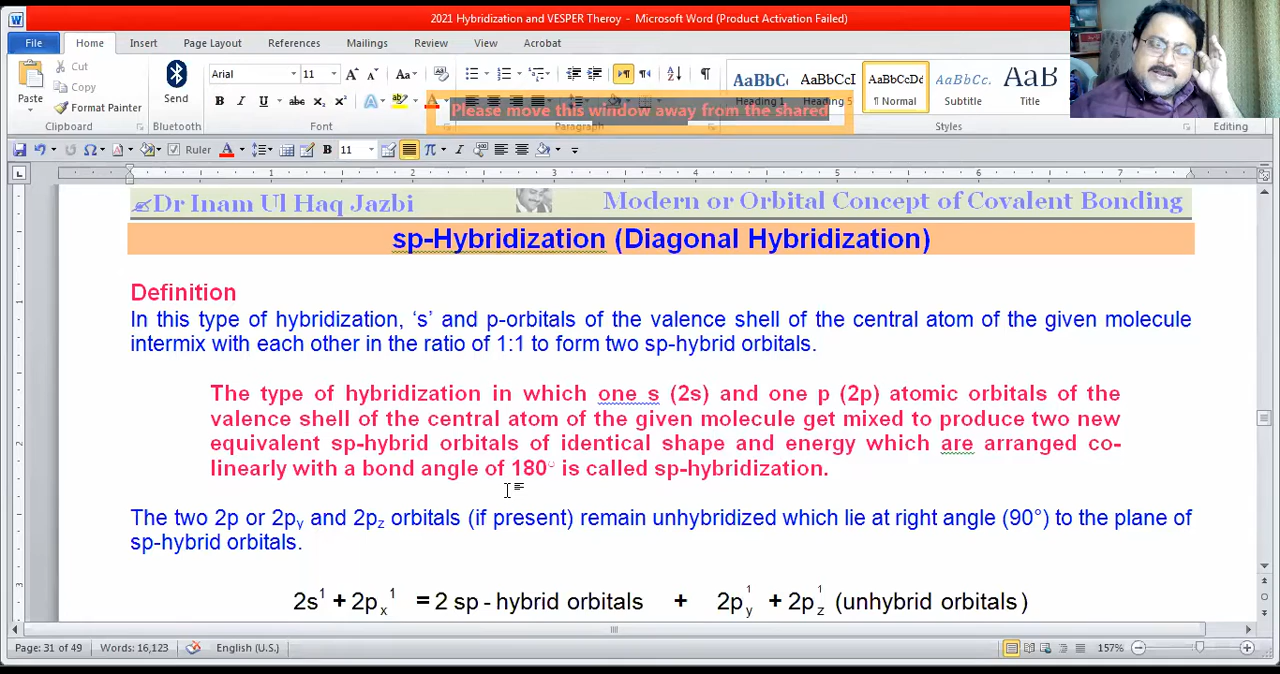 2021 Hybridization and VESPER Theroy - Microsoft Word (Product Activation Failed)
File Home Insert Page Layout References Mailings Review View Acrobat
Paste Cut Copy Format Painter
Send
Arial 11
AaBbC AaBbCcI AaBbCcDd AaBbCc. AaB
Heading 1 Heading 5 ¶ Normal Subtitle Title
Please move this window away from the shared
Clipboard Bluetooth Font Paragraph Styles Editing
Ruler 11
1 2 3 4 5 6 7
Dr Inam Ul Haq Jazbi Modern or Orbital Concept of Covalent Bonding
sp-Hybridization (Diagonal Hybridization)
Definition
In this type of hybridization, ‘s’ and p-orbitals of the valence shell of the central atom of the given molecule
intermix with each other in the ratio of 1:1 to form two sp-hybrid orbitals.
The type of hybridization in which one s (2s) and one p (2p) atomic orbitals of the
valence shell of the central atom of the given molecule get mixed to produce two new
equivalent sp-hybrid orbitals of identical shape and energy which are arranged co-
linearly with a bond angle of 180° is called sp-hybridization.
The two 2p or 2py and 2pz orbitals (if present) remain unhybridized which lie at right angle (90°) to the plane of
sp-hybrid orbitals.
2s¹ + 2pₓ¹ = 2 sp - hybrid orbitals + 2p_y¹ + 2p_z¹ (unhybrid orbitals)
Page: 31 of 49 Words: 16,123 English (U.S.) 157%